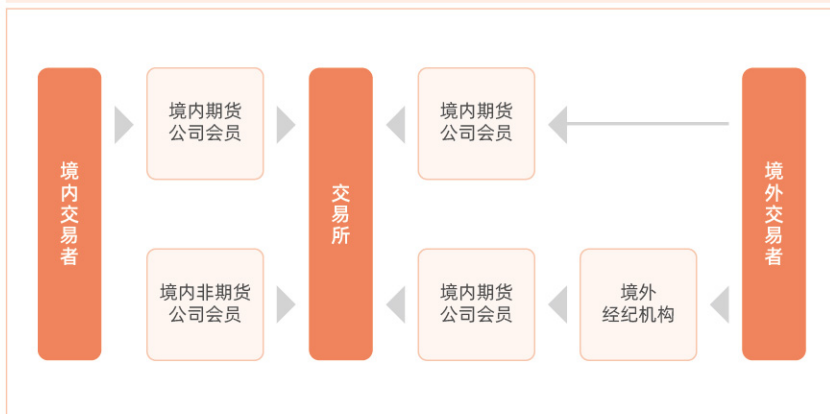 境内交易者
境内期货
公司会员
境内非期货
公司会员
交易所
境内期货
公司会员
境内期货
公司会员
境外
经纪机构
境外交易者